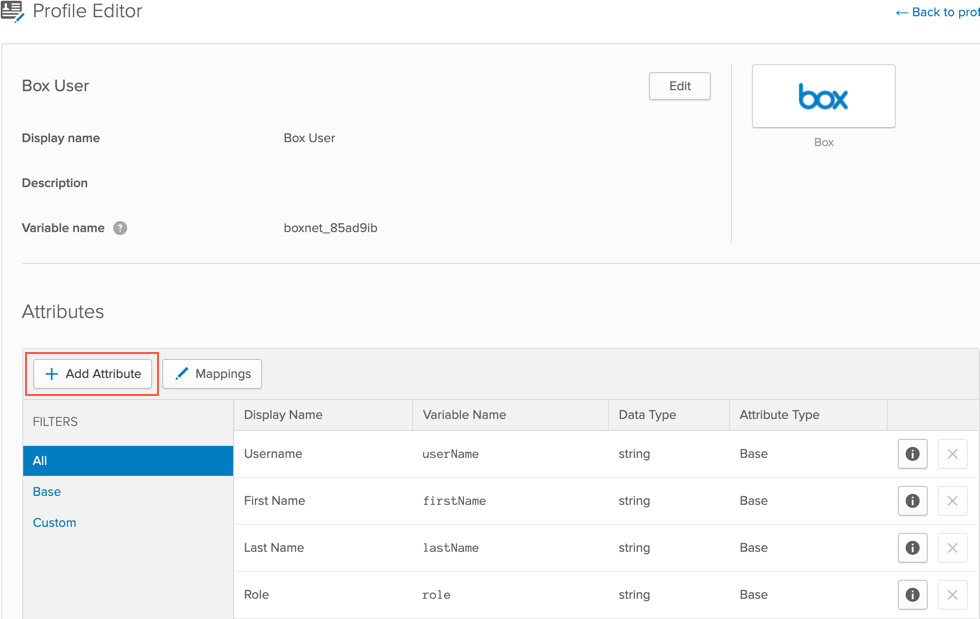 Profile Editor
← Back to prof
Box User
Edit
box
Box
Display name
Box User
Description
Variable name ?
boxnet_85ad9ib
Attributes
+ Add Attribute
Mappings
FILTERS
All
Base
Custom
Display Name Variable Name Data Type Attribute Type
Username userName string Base
First Name firstName string Base
Last Name lastName string Base
Role role string Base